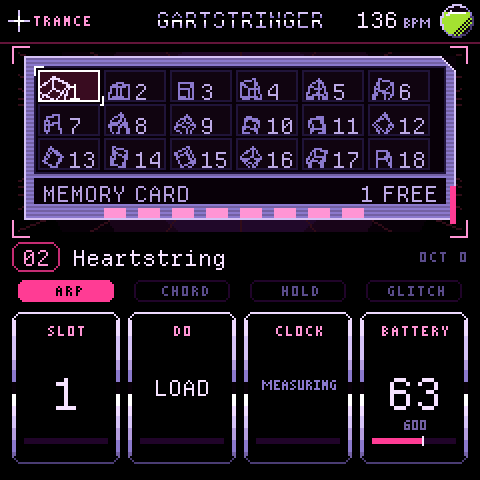 TRANCE GARTSTRINGER 136 BPM
1 2 3 4 5 6
7 8 9 10 11 12
13 14 15 16 17 18
MEMORY CARD 1 FREE
02 Heartstring OCT 0
ARP CHORD HOLD GLITCH
SLOT DO CLOCK BATTERY
1 LOAD MEASURING 63
600